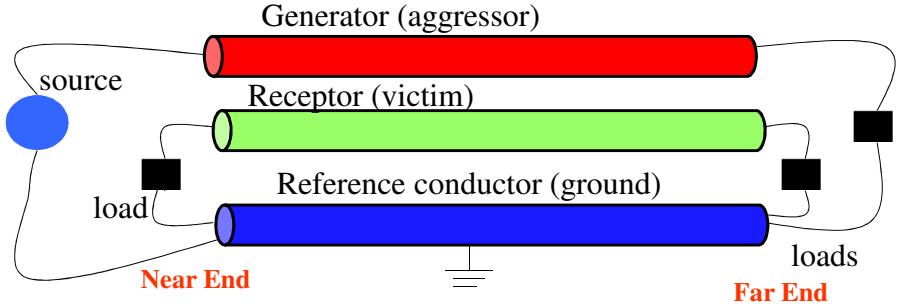 Generator (aggressor)
source
Receptor (victim)
Reference conductor (ground)
load
loads
Near End
Far End